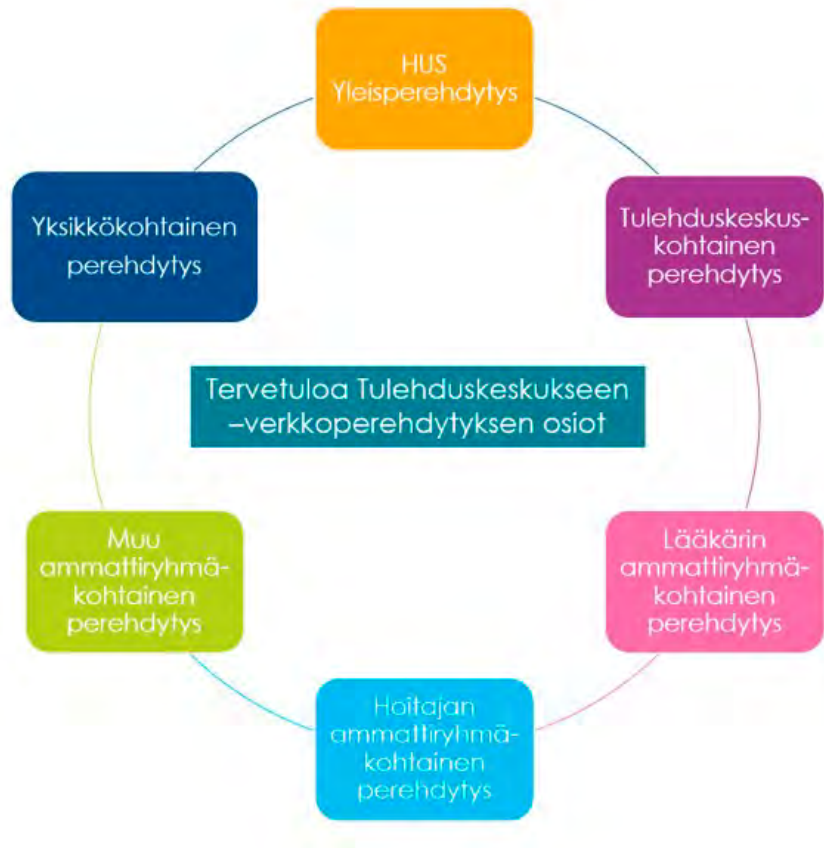 HUS
Yleisperehdytys
Yksikkökohtainen
perehdytys
Tulehduskeskus-
kohtainen
perehdytys
Tervetuloa Tulehduskeskukseen
–verkkoperehdytyksen osiot
Muu
ammattiryhmä-
kohtainen
perehdytys
Lääkärin
ammattiryhmä-
kohtainen
perehdytys
Hoitajan
ammattiryhmä-
kohtainen
perehdytys